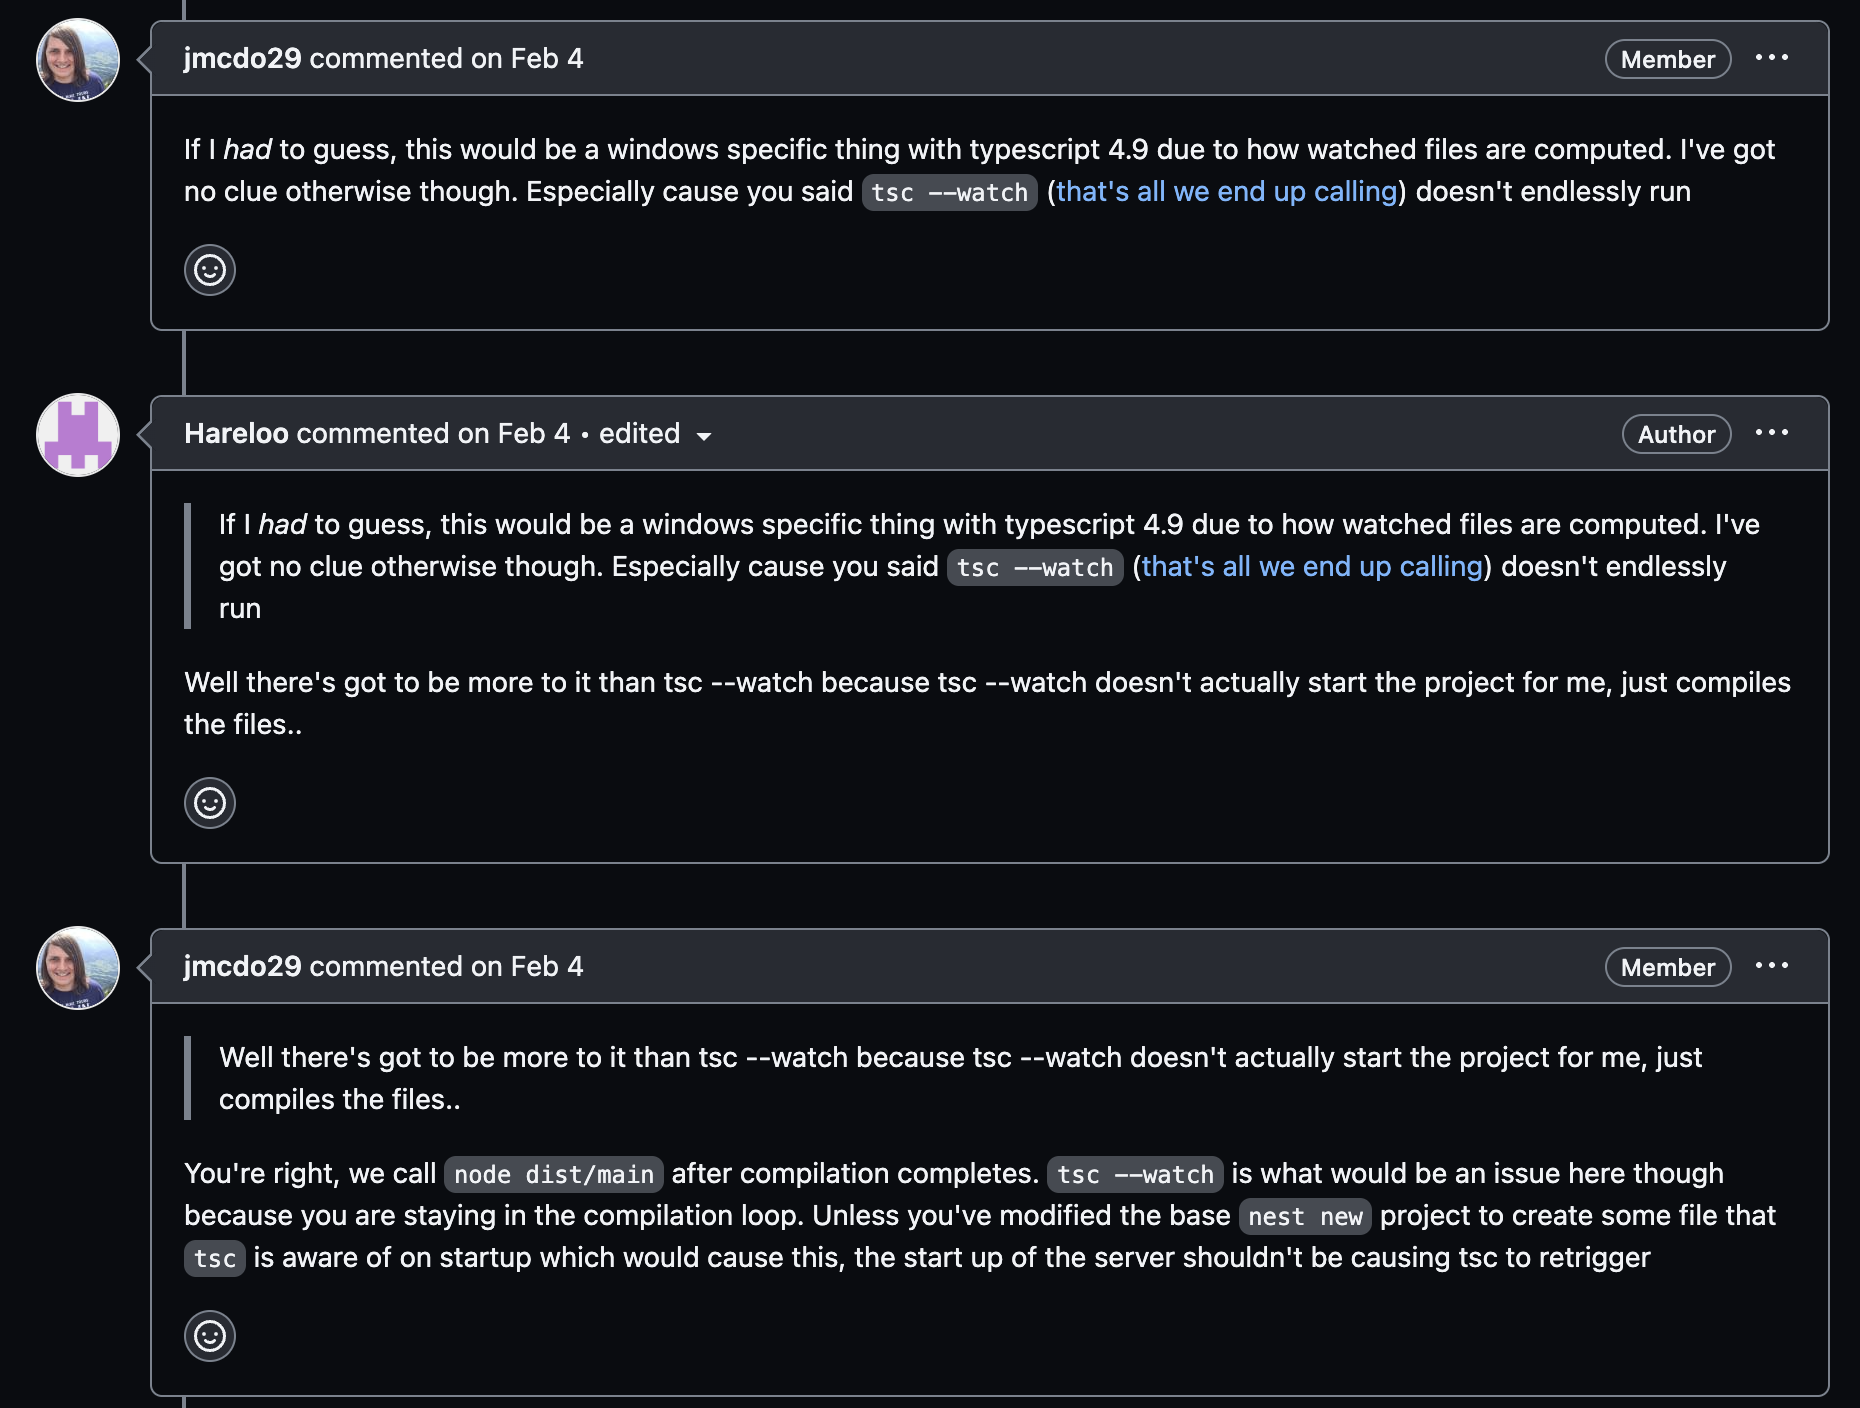 jmcdo29 commented on Feb 4
Member
If I had to guess, this would be a windows specific thing with typescript 4.9 due to how watched files are computed. I've got
no clue otherwise though. Especially cause you said tsc --watch (that's all we end up calling) doesn't endlessly run
Hareloo commented on Feb 4 • edited
Author
If I had to guess, this would be a windows specific thing with typescript 4.9 due to how watched files are computed. I've
got no clue otherwise though. Especially cause you said tsc --watch (that's all we end up calling) doesn't endlessly
run
Well there's got to be more to it than tsc --watch because tsc --watch doesn't actually start the project for me, just compiles
the files..
jmcdo29 commented on Feb 4
Member
Well there's got to be more to it than tsc --watch because tsc --watch doesn't actually start the project for me, just
compiles the files..
You're right, we call node dist/main after compilation completes. tsc --watch is what would be an issue here though
because you are staying in the compilation loop. Unless you've modified the base nest new project to create some file that
tsc is aware of on startup which would cause this, the start up of the server shouldn't be causing tsc to retrigger